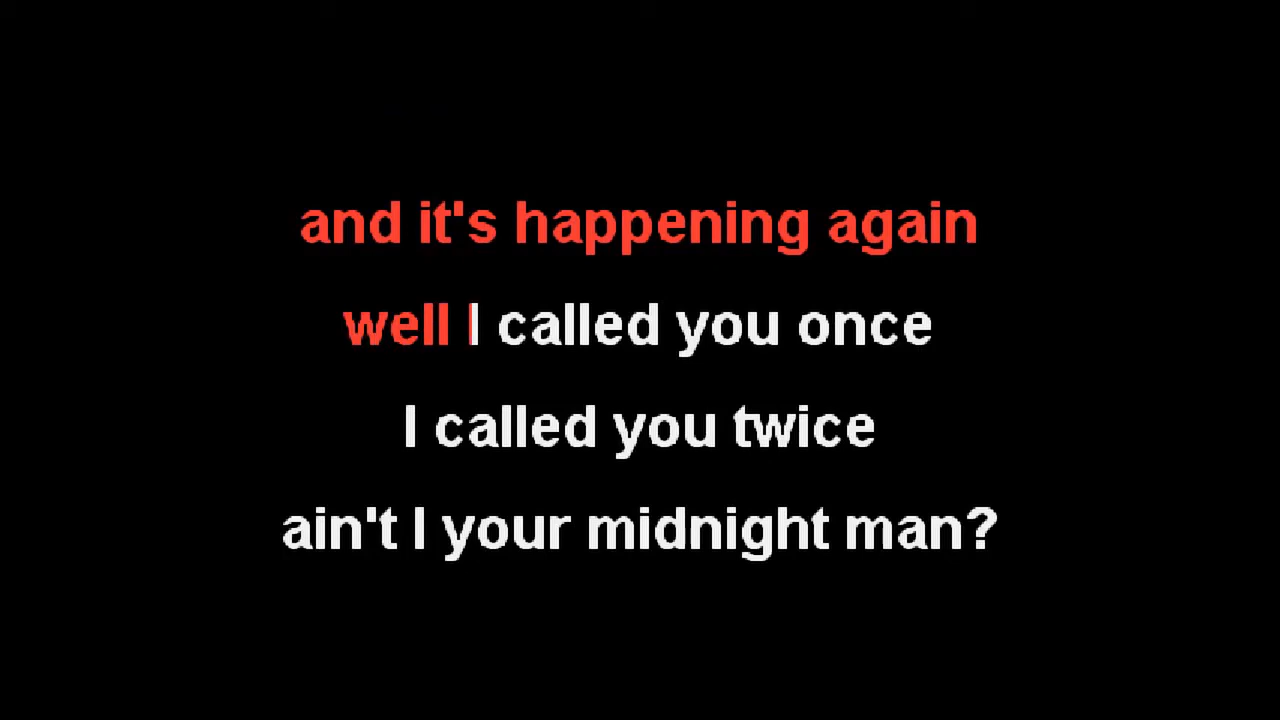 and it's happening again
well I called you once
I called you twice
ain't I your midnight man?